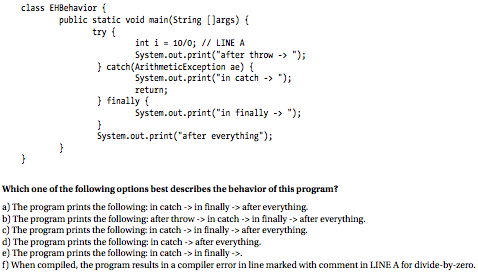 class EHBehavior {
public static void main(String []args) {
try {
int i = 10/0; // LINE A
System.out.print("after throw -> ");
} catch(ArithmeticException ae) {
System.out.print("in catch -> ");
return;
} finally {
System.out.print("in finally -> ");
}
System.out.print("after everything");
}
}
Which one of the following options best describes the behavior of this program?
a) The program prints the following: in catch -> in finally -> after everything.
b) The program prints the following: after throw -> in catch -> in finally -> after everything.
c) The program prints the following: in catch -> in finally -> after everything.
d) The program prints the following: in catch -> after everything.
e) The program prints the following: in catch -> in finally ->.
f) When compiled, the program results in a compiler error in line marked with comment in LINE A for divide-by-zero.